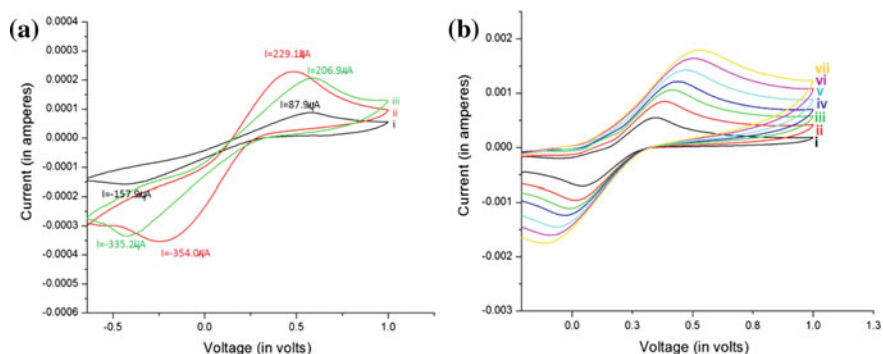 (a)
Current (in amperes)
0.0004
0.0003
0.0002
0.0001
0.0000
-0.0001
-0.0002
-0.0003
-0.0004
-0.0005
-0.0006
I=229.1µA
I=206.9µA
I=87.9µA
iii
ii
i
I=-157.9µA
I=-335.2µA
I=-354.0µA
-0.5 0.0 0.5 1.0
Voltage (in volts)
(b)
Current (in amperes)
0.002
0.001
0.000
-0.001
-0.002
-0.003
vii
vi
v
iv
iii
ii
i
0.0 0.3 0.5 0.8 1.0 1.3
Voltage (in volts)